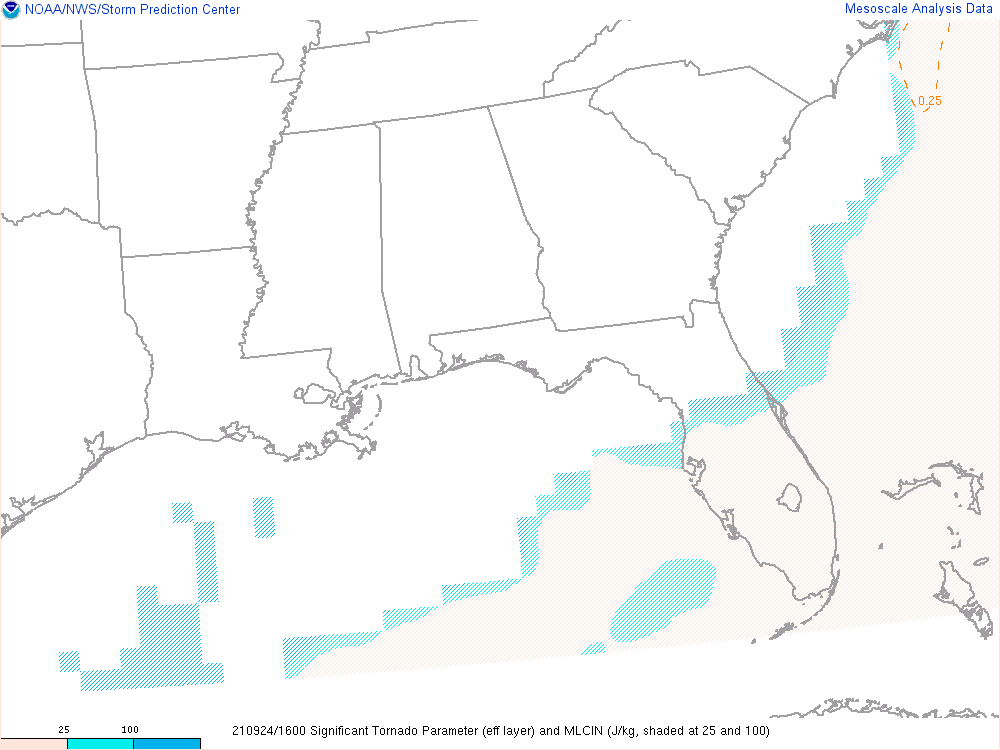 NOAA/NWS/Storm Prediction Center
Mesoscale Analysis Data
0.25
25 100
210924/1600 Significant Tornado Parameter (eff layer) and MLCIN (J/kg, shaded at 25 and 100)